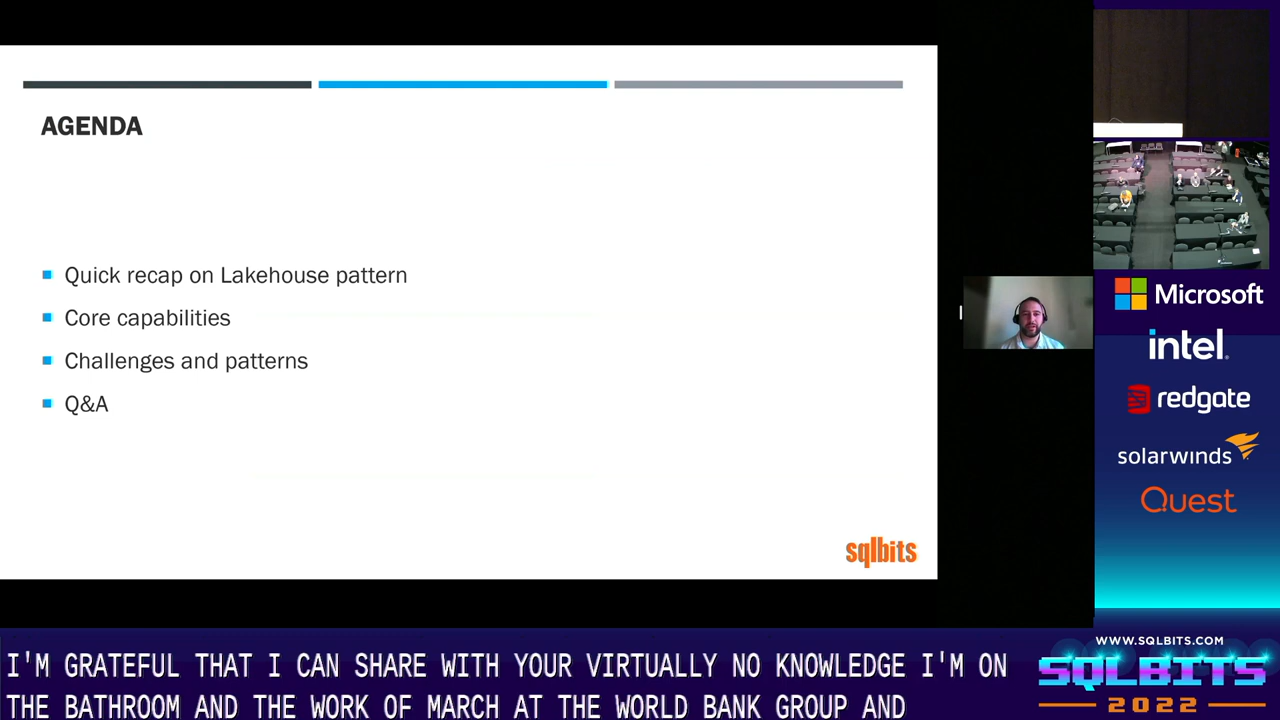 AGENDA
Quick recap on Lakehouse pattern
Core capabilities
Challenges and patterns
Q&A
sqlbits
Microsoft
intel.
redgate
solarwinds
Quest
WWW.SQLBITS.COM
SQLBITS
2022
I'M GRATEFUL THAT I CAN SHARE WITH YOUR VIRTUALLY NO KNOWLEDGE I'M ON
THE BATHROOM AND THE WORK OF MARCH AT THE WORLD BANK GROUP AND